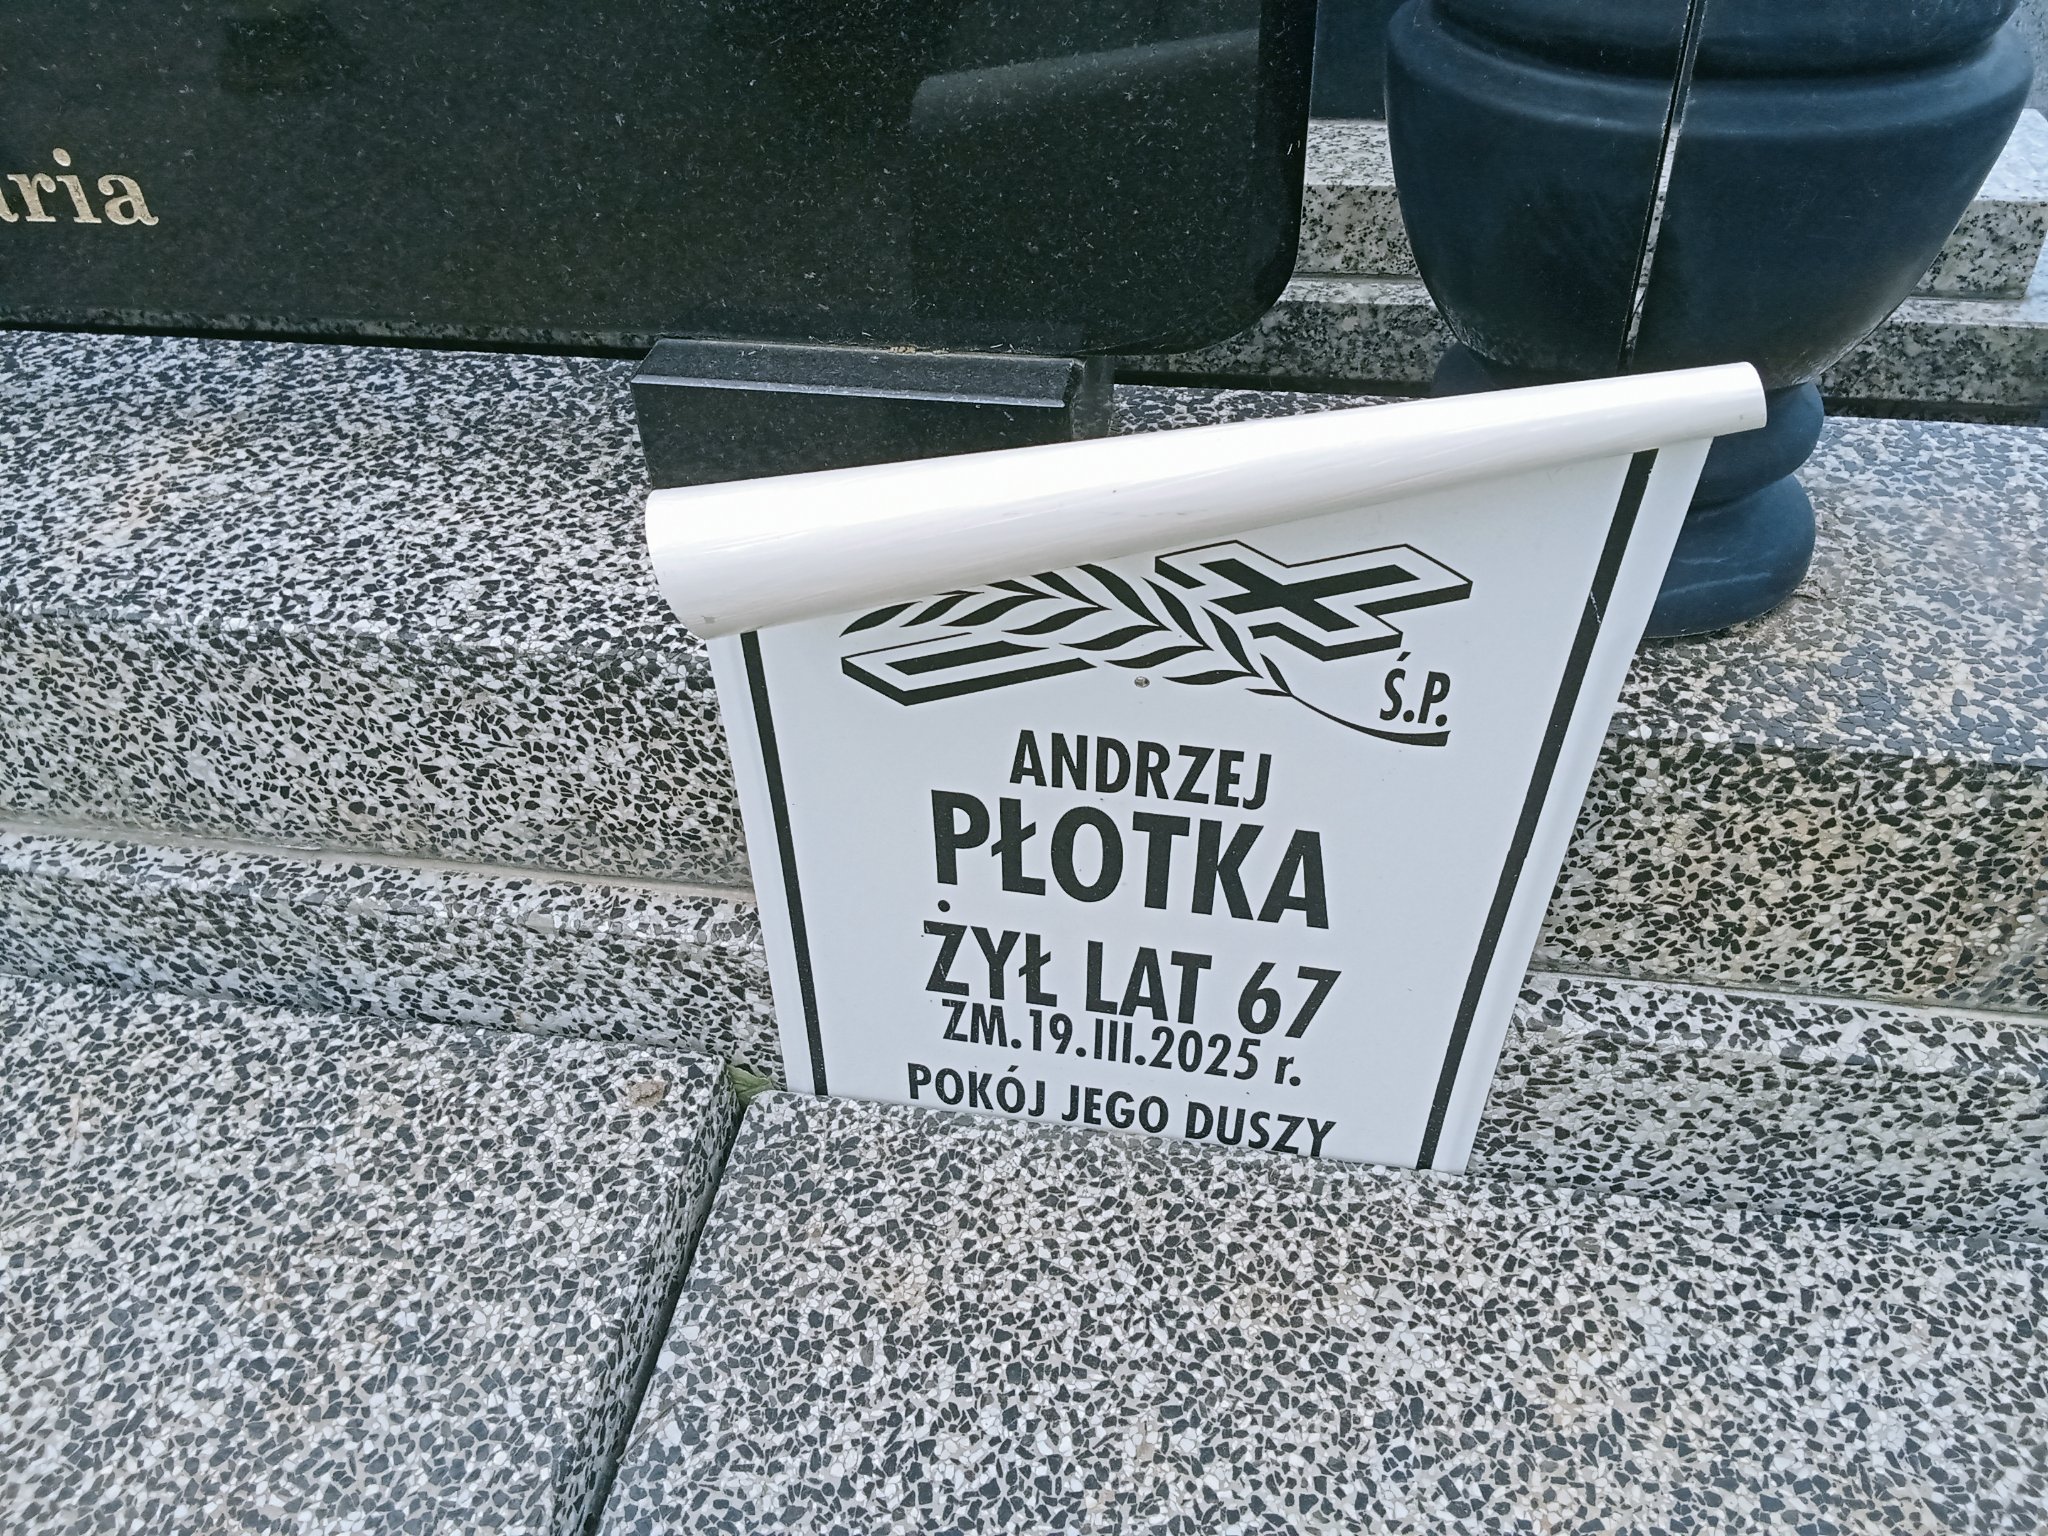 aria
Ś.P.
ANDRZEJ
PŁOTKA
ŻYŁ LAT 67
ZM. 19.III.2025 r.
POKÓJ JEGO DUSZY